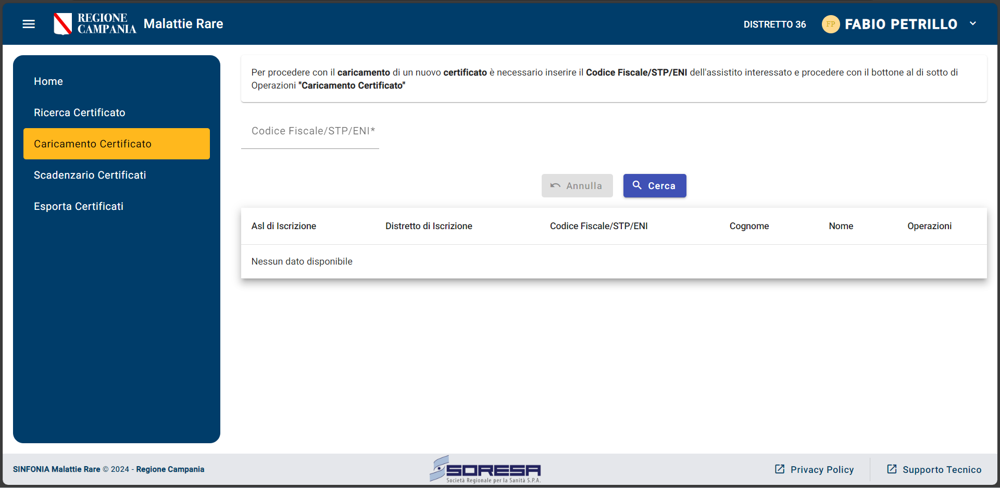 REGIONE
CAMPANIA
Malattie Rare
DISTRETTO 36
FP
FABIO PETRILLO
Home
Ricerca Certificato
Caricamento Certificato
Scadenzario Certificati
Esporta Certificati
Per procedere con il caricamento di un nuovo certificato è necessario inserire il Codice Fiscale/STP/ENI dell'assistito interessato e procedere con il bottone al di sotto di
Operazioni "Caricamento Certificato"
Codice Fiscale/STP/ENI*
Annulla
Cerca
Asl di Iscrizione Distretto di Iscrizione Codice Fiscale/STP/ENI Cognome Nome Operazioni
Nessun dato disponibile
SINFONIA Malattie Rare © 2024 - Regione Campania
SORESA
Società Regionale per la Sanità S.P.A.
Privacy Policy
Supporto Tecnico